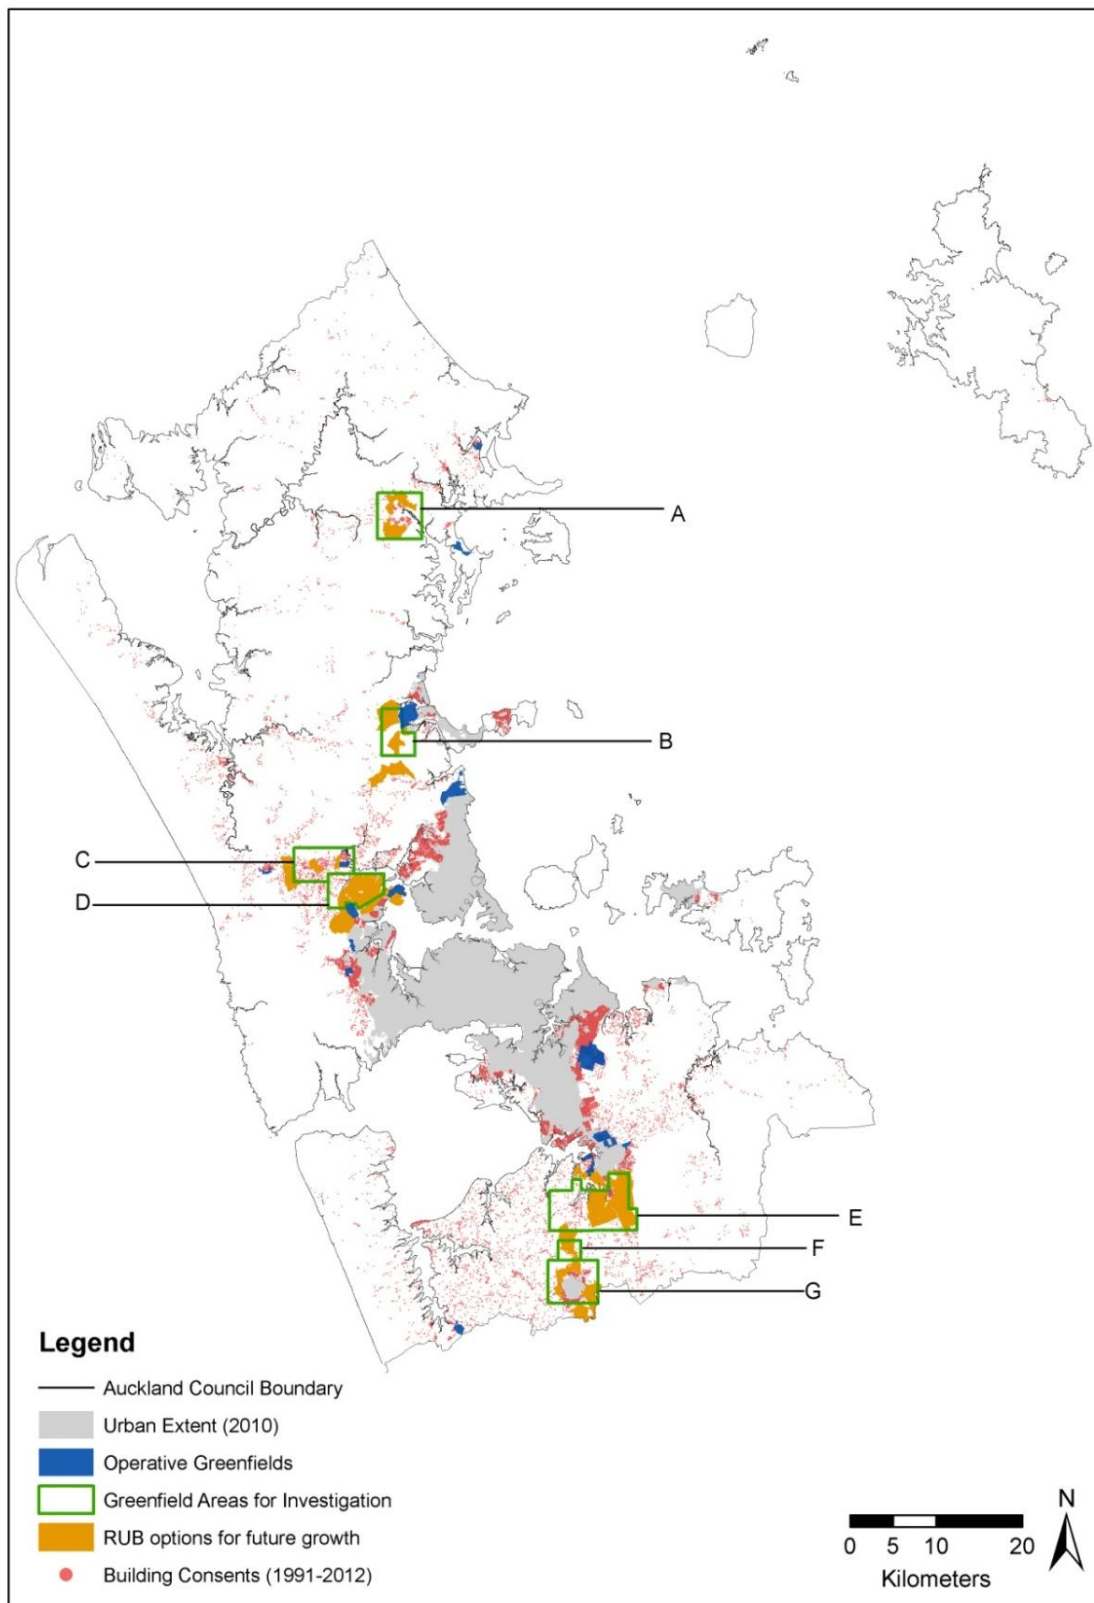 A
B
C
D
E
F
G
Legend
Auckland Council Boundary
Urban Extent (2010)
Operative Greenfields
Greenfield Areas for Investigation
RUB options for future growth
Building Consents (1991-2012)
N
0 5 10 20
Kilometers